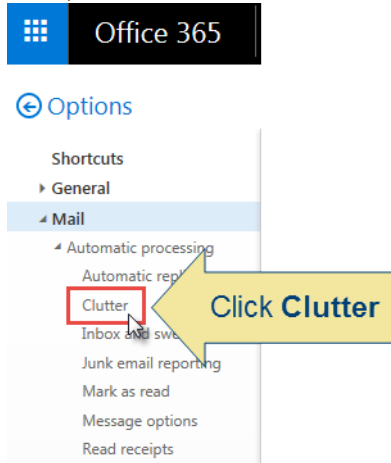 Office 365
Options
Shortcuts
General
Mail
Automatic processing
Automatic
Clutter
Click Clutter
Inbox and
Junk email reporting
Mark as read
Message options
Read receipts